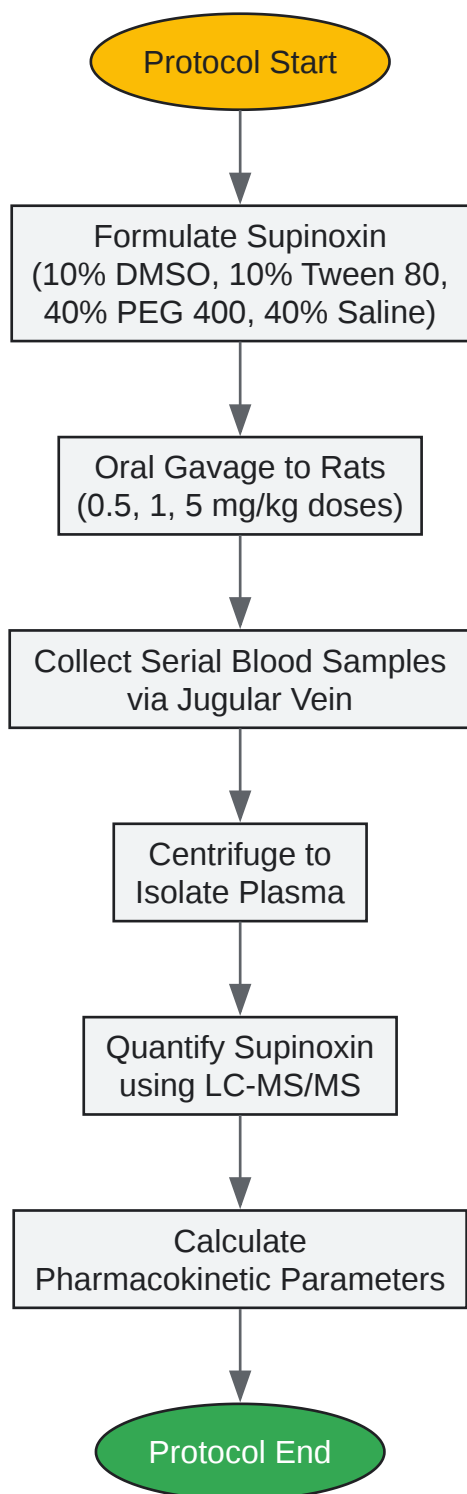 Protocol Start
Formulate Supinoxin
(10% DMSO, 10% Tween 80,
40% PEG 400, 40% Saline)
Oral Gavage to Rats
(0.5, 1, 5 mg/kg doses)
Collect Serial Blood Samples
via Jugular Vein
Centrifuge to
Isolate Plasma
Quantify Supinoxin
using LC-MS/MS
Calculate
Pharmacokinetic Parameters
Protocol End